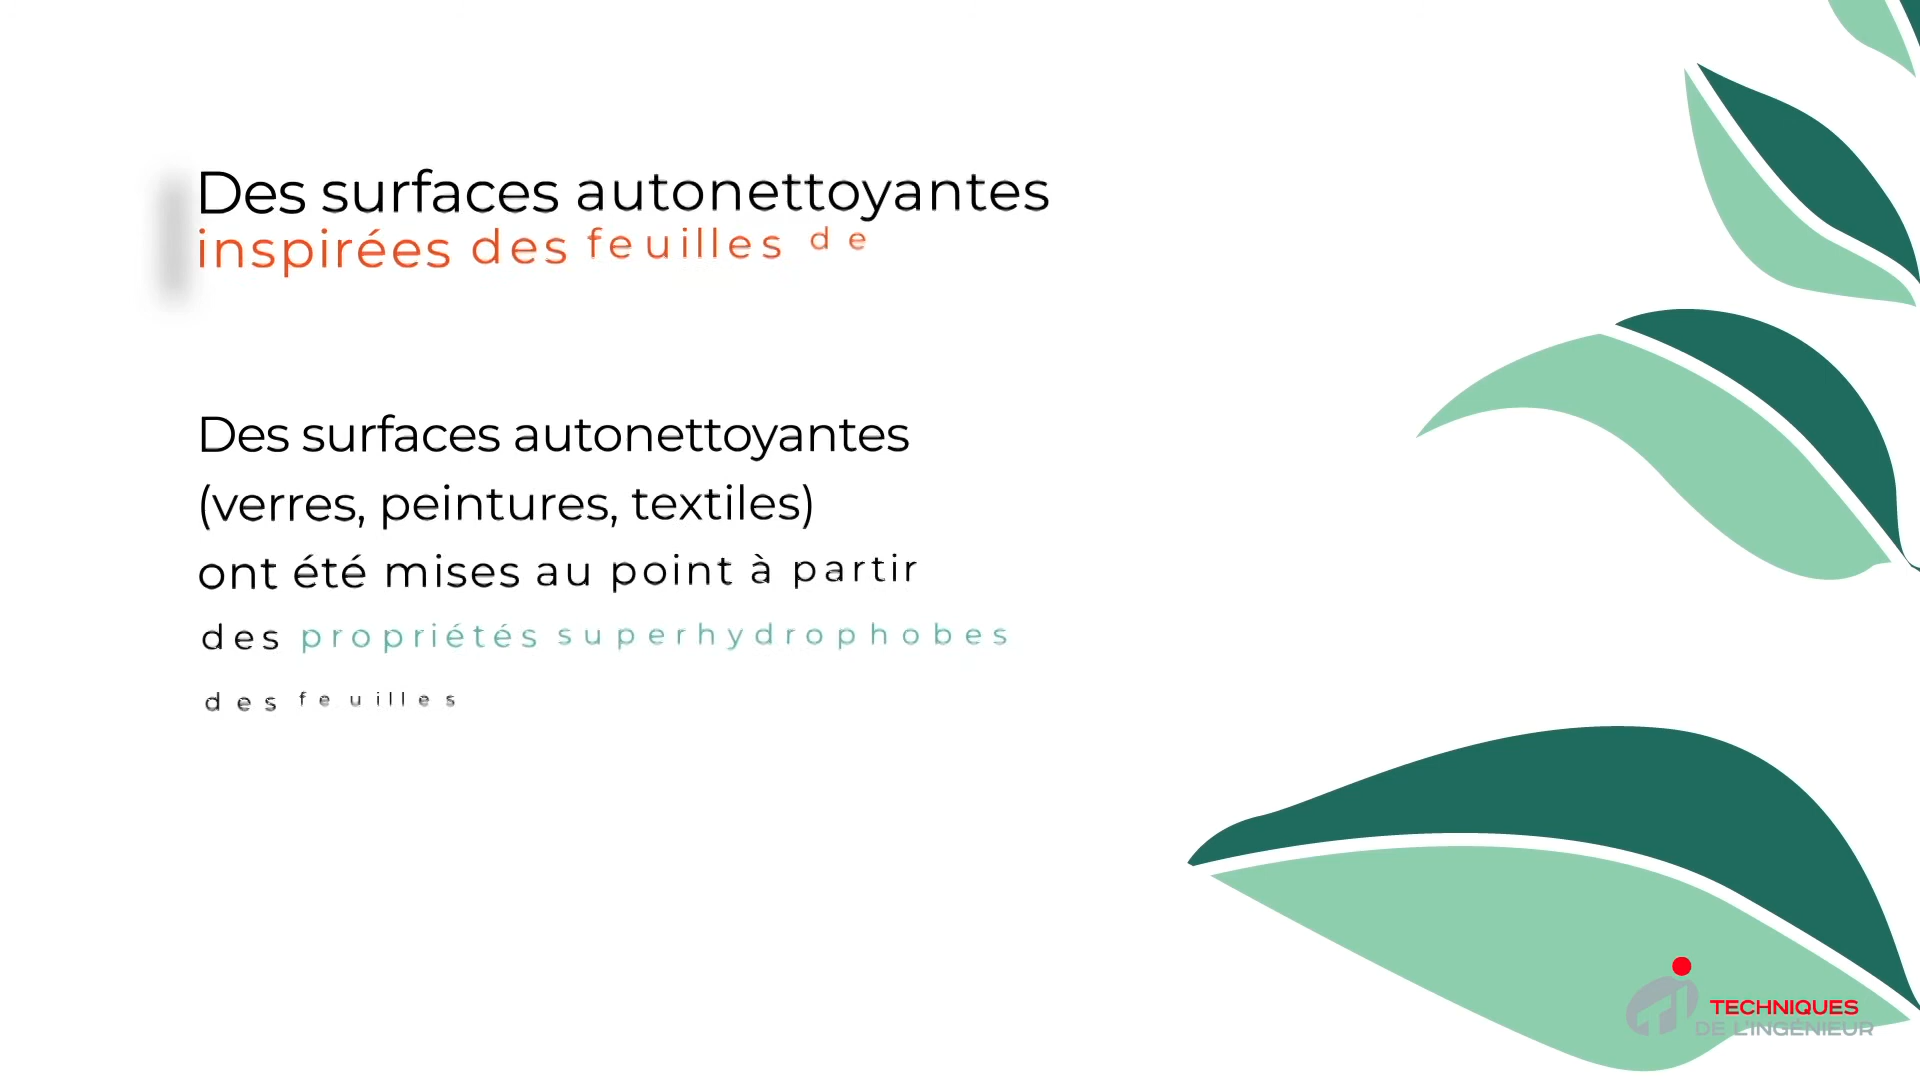 Des surfaces autonettoyantes
inspirées des feuilles de
Des surfaces autonettoyantes
(verres, peintures, textiles)
ont été mises au point à partir
des propriétés superhydrophobes
des feuilles
TECHNIQUES
DE L'INGÉNIEUR